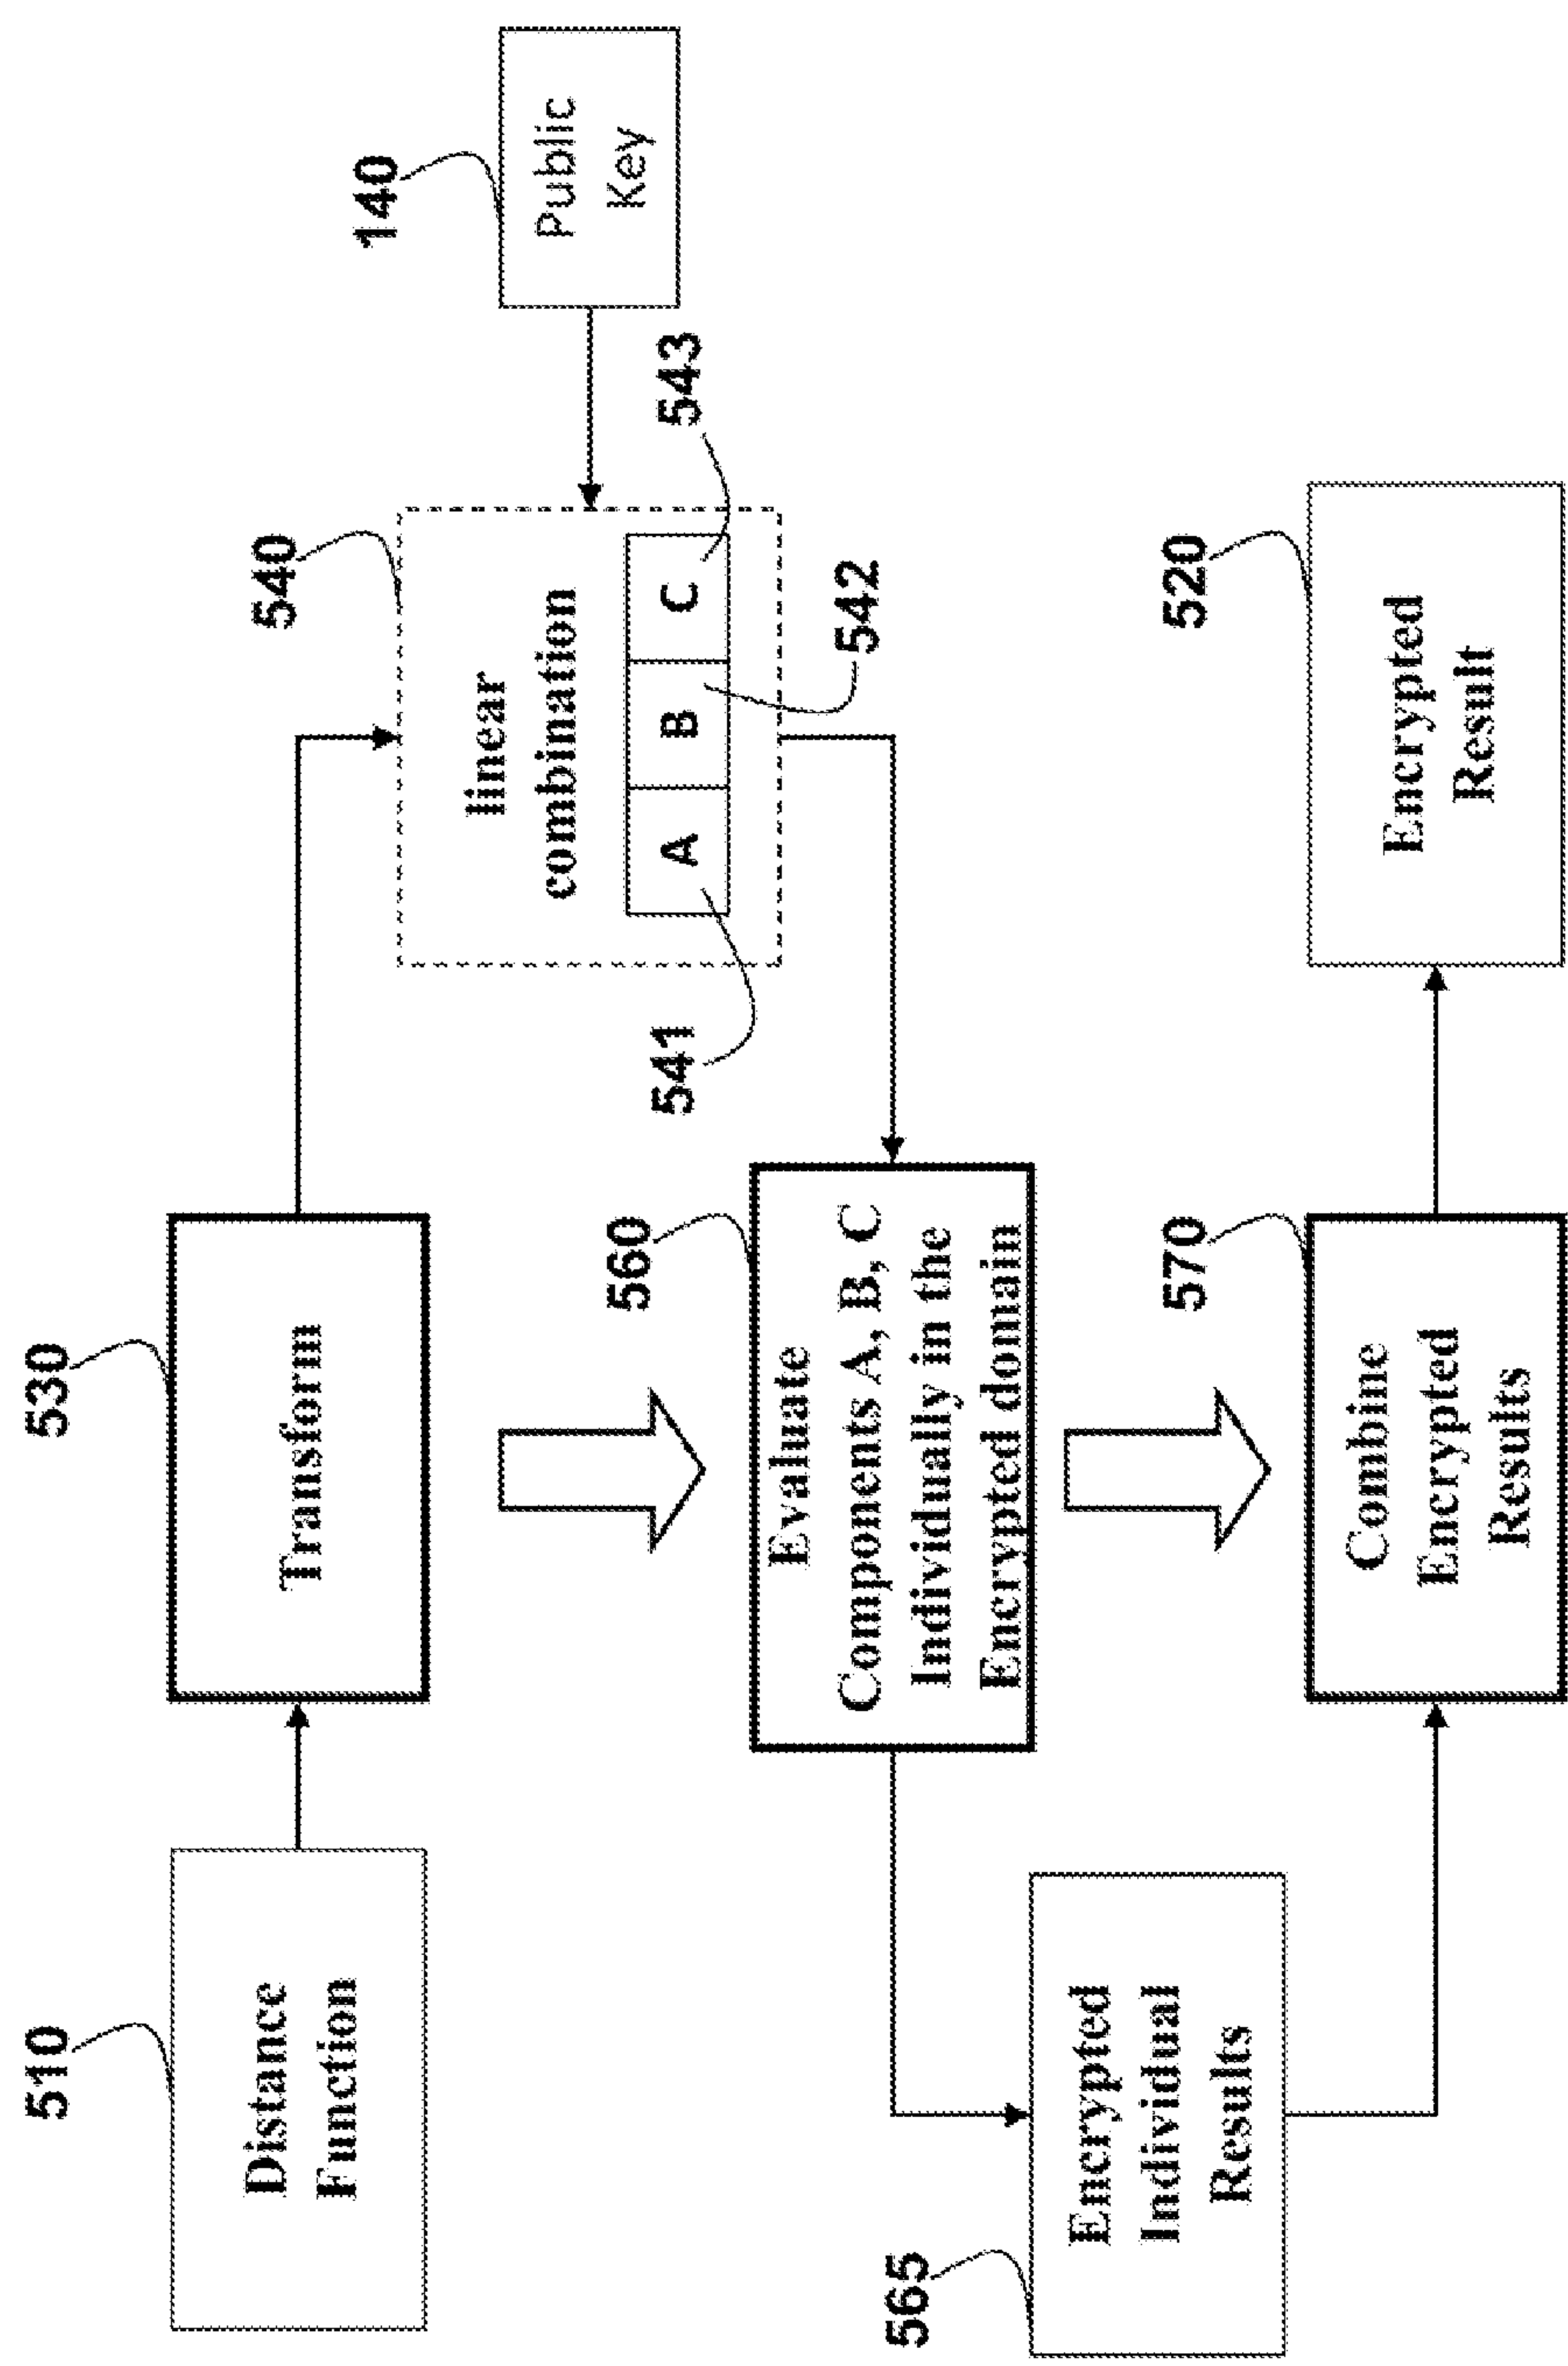 510
Distance
Function
530
Transform
540
linear
combination
A B C
541
542
543
140
Public
Key
560
Evaluate
Components A, B, C
Individually in the
Encrypted domain
565
Encrypted
Individual
Results
570
Combine
Encrypted
Results
520
Encrypted
Result